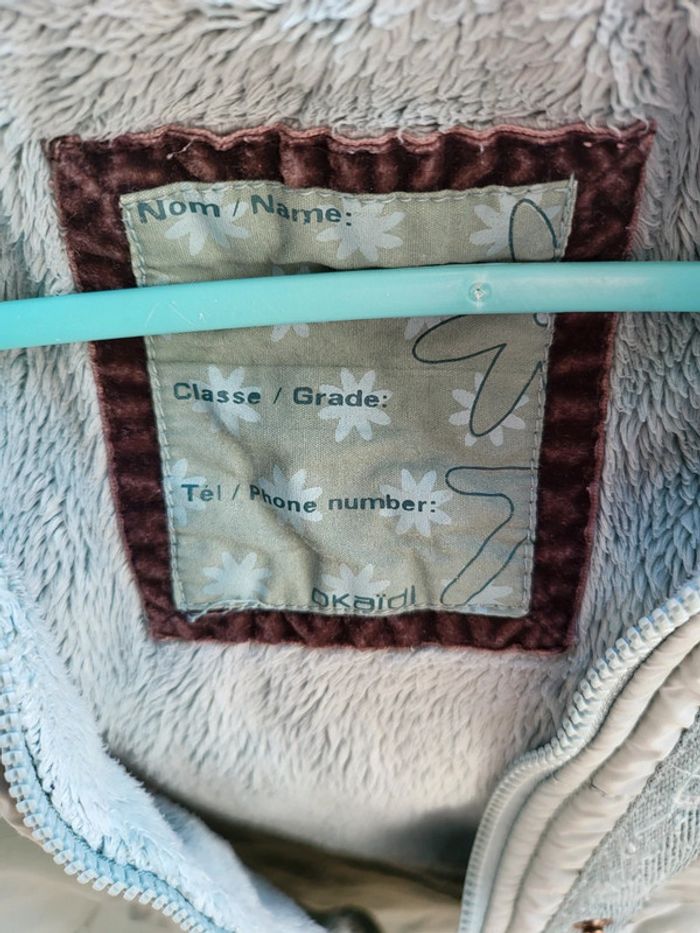 Nom / Name:
Classe / Grade:
Tél / Phone number:
OKaïdI